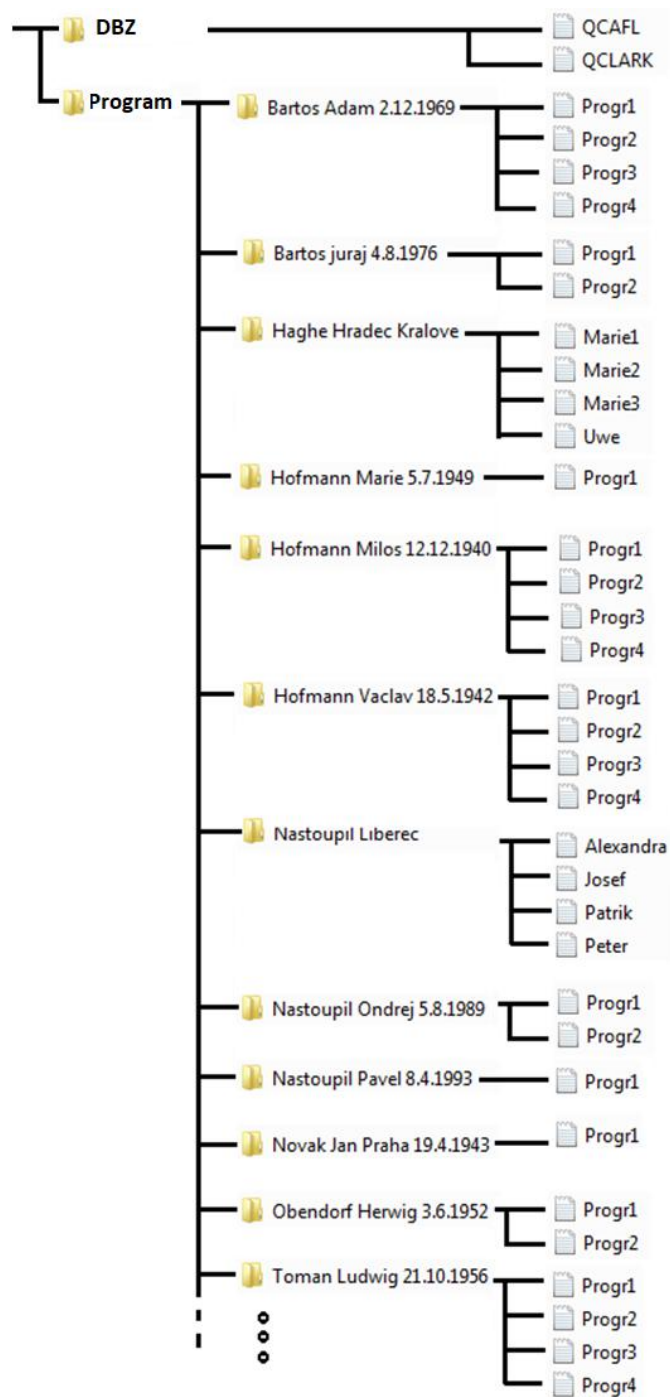 DBZ
QCAFL
QCLARK
Program
Bartos Adam 2.12.1969
Progr1
Progr2
Progr3
Progr4
Bartos juraj 4.8.1976
Progr1
Progr2
Haghe Hradec Kralove
Marie1
Marie2
Marie3
Uwe
Hofmann Marie 5.7.1949
Progr1
Hofmann Milos 12.12.1940
Progr1
Progr2
Progr3
Progr4
Hofmann Vaclav 18.5.1942
Progr1
Progr2
Progr3
Progr4
Nastoupil Liberec
Alexandra
Josef
Patrik
Peter
Nastoupil Ondrej 5.8.1989
Progr1
Progr2
Nastoupil Pavel 8.4.1993
Progr1
Novak Jan Praha 19.4.1943
Progr1
Obendorf Herwig 3.6.1952
Progr1
Progr2
Toman Ludwig 21.10.1956
Progr1
Progr2
Progr3
Progr4